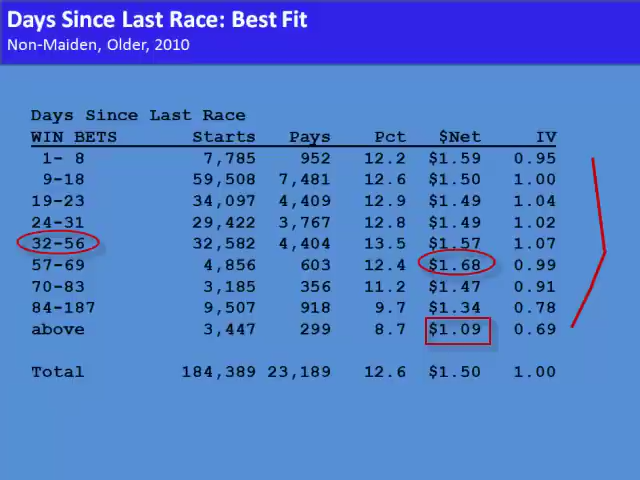 Days Since Last Race: Best Fit
Non-Maiden, Older, 2010
Days Since Last Race
WIN BETS Starts Pays Pct $Net IV
1- 8 7,785 952 12.2 $1.59 0.95
9-18 59,508 7,481 12.6 $1.50 1.00
19-23 34,097 4,409 12.9 $1.49 1.04
24-31 29,422 3,767 12.8 $1.49 1.02
32-56 32,582 4,404 13.5 $1.57 1.07
57-69 4,856 603 12.4 $1.68 0.99
70-83 3,185 356 11.2 $1.47 0.91
84-187 9,507 918 9.7 $1.34 0.78
above 3,447 299 8.7 $1.09 0.69
Total 184,389 23,189 12.6 $1.50 1.00